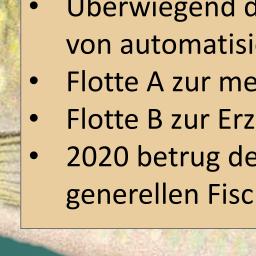 Überwiegend d
von automatisi
• Flotte A zur me
• Flotte B zur Erz
• 2020 betrug de
generellen Fisc